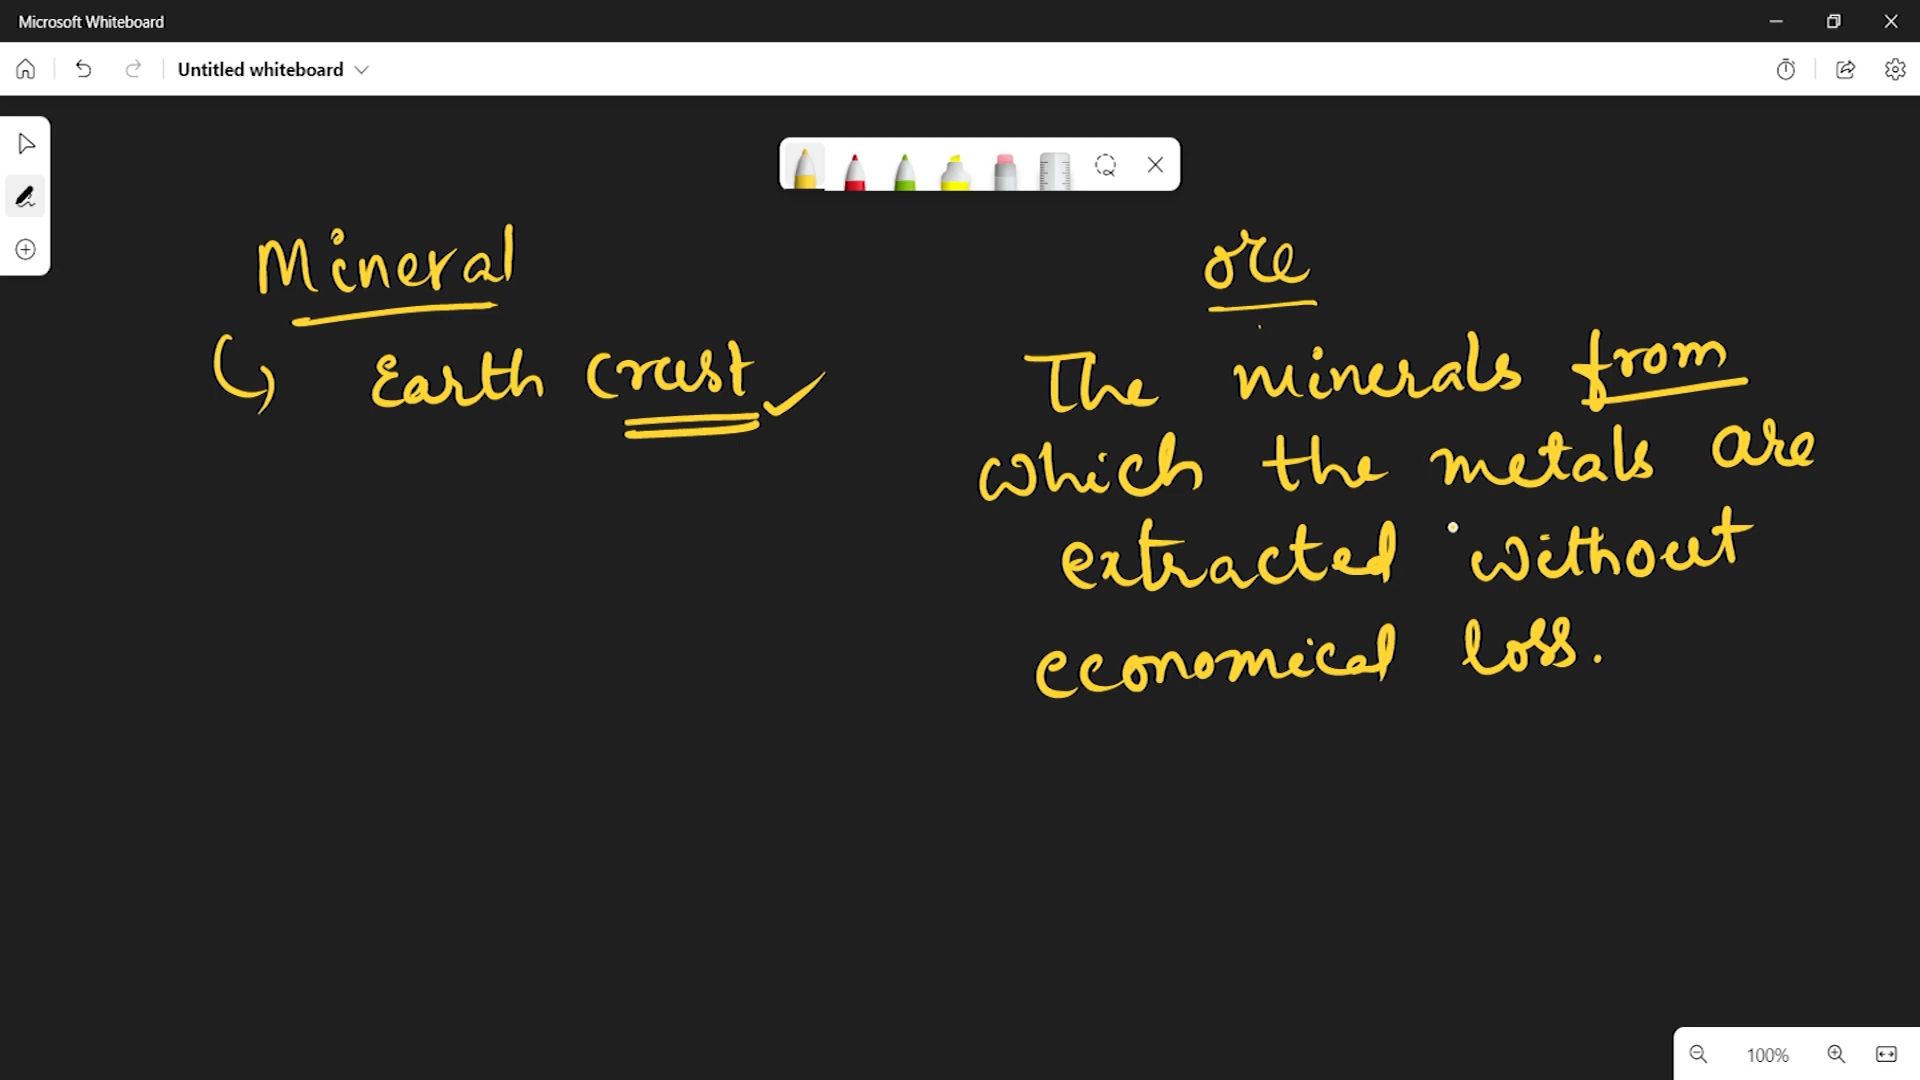 Microsoft Whiteboard
Untitled whiteboard
Mineral
Earth Crust
ore
The minerals from
which the metals are
extracted without
economical loss.
100%